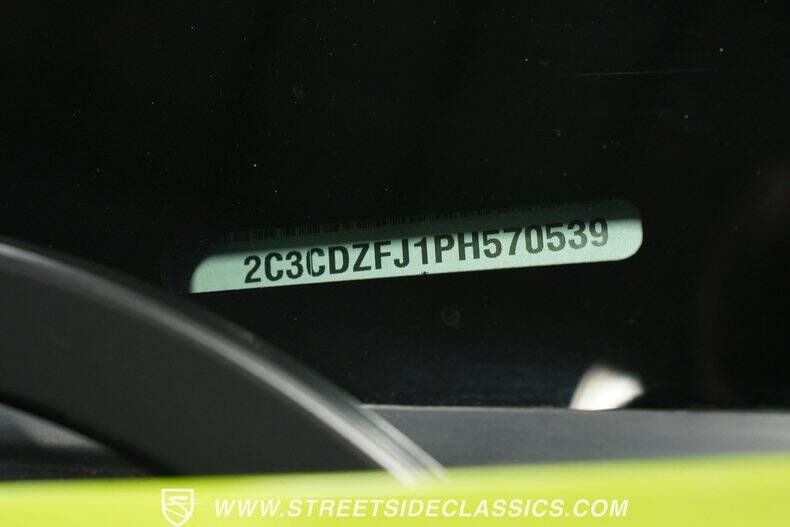 2C3CDZFJ1PH570539
WWW.STREETSIDECLASSICS.COM